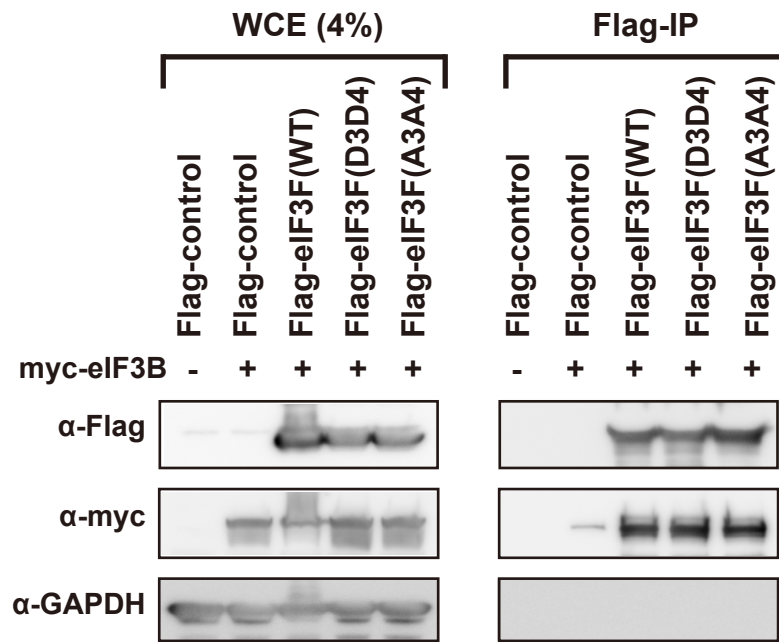 WCE (4%) Flag-IP
Flag-control Flag-control Flag-eIF3F(WT) Flag-eIF3F(D3D4) Flag-eIF3F(A3A4) Flag-control Flag-control Flag-eIF3F(WT) Flag-eIF3F(D3D4) Flag-eIF3F(A3A4)
myc-eIF3B - + + + + - + + + +
α-Flag
α-myc
α-GAPDH